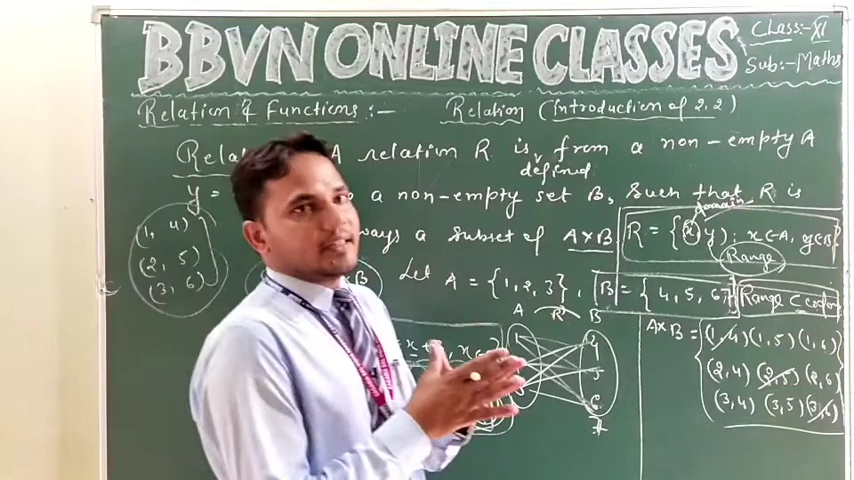 BBVN ONLINE CLASSES
Class:- XI
Sub:- Maths
Relation & Functions :-
Relation (Introduction of 2.2)
A relation R is defined from a non-empty A
a non-empty set B, Such that R is
always a Subset of A×B
R = {(x, y) : x∈A, y∈B}
Domain
Range
(1, 4)
(2, 5)
(3, 6)
y =
Let A = {1, 2, 3}, B = {4, 5, 6}
Range ⊂ codom
A R B
A×B = {(1,4) (1,5) (1,6)
(2,4) (2,5) (2,6)
(3,4) (3,5) (3,6)